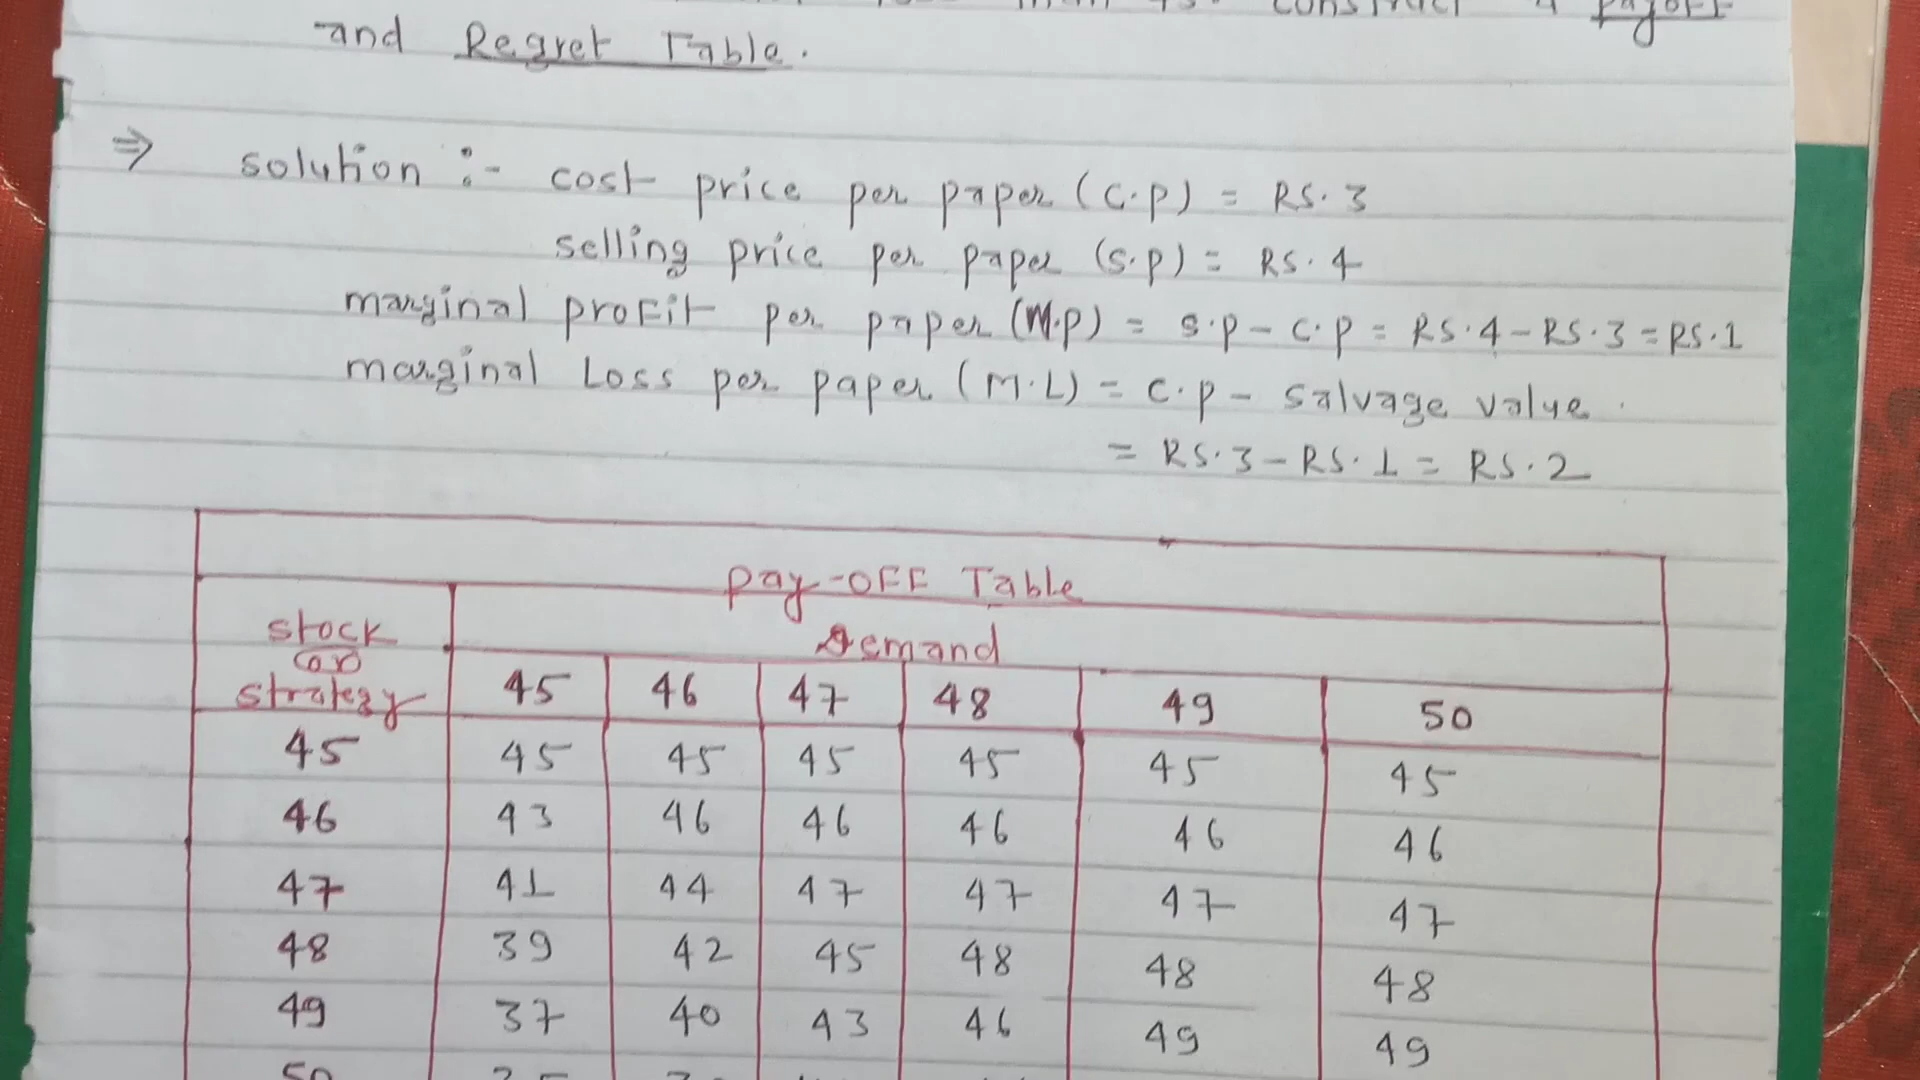 construct a payoff
and Regret Table.
⇒ solution :- cost price per paper (C.P) = RS. 3
selling price per paper (S.P) = RS. 4
marginal profit per paper (M.P) = S.P - C.P = RS.4 - RS.3 = RS.1
marginal Loss per paper (M.L) = C.P - salvage value.
= RS.3 - RS.1 = RS.2
Pay-OFF Table
stock (or) strategy
Demand
45 46 47 48 49 50
45 45 45 45 45 45 45
46 43 46 46 46 46 46
47 41 44 47 47 47 47
48 39 42 45 48 48 48
49 37 40 43 46 49 49
50